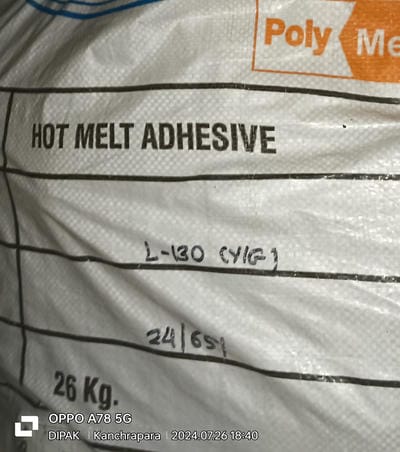 Poly Me
HOT MELT ADHESIVE
L-130 (Y/G)
24/651
26 Kg.
OPPO A78 5G
DIPAK | Kanchrapara | 2024.07.26 18:40